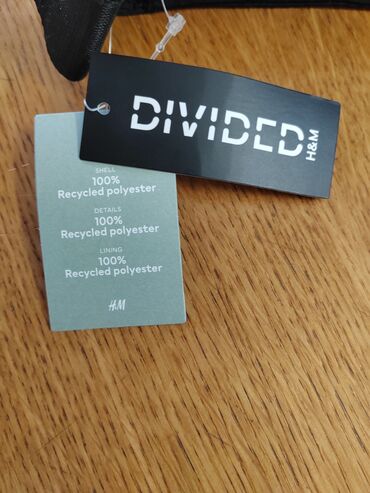 DIVIDED
H&M
SHELL
100%
Recycled polyester
DETAILS
100%
Recycled polyester
LINING
100%
Recycled polyester
H&M